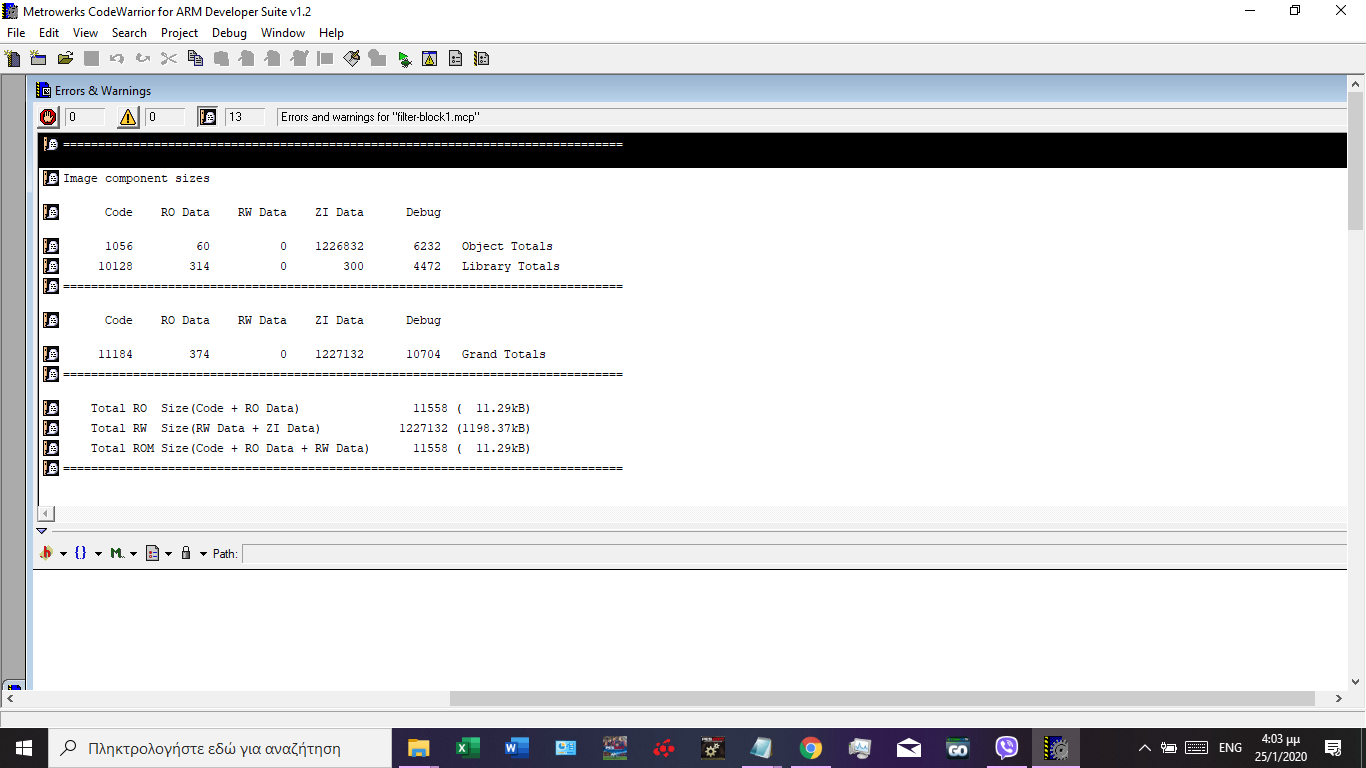 Metrowerks CodeWarrior for ARM Developer Suite v1.2
File Edit View Search Project Debug Window Help
Errors & Warnings
0 0 13 Errors and warnings for "filter-block1.mcp"
================================================================================
Image component sizes
Code RO Data RW Data ZI Data Debug
1056 60 0 1226832 6232 Object Totals
10128 314 0 300 4472 Library Totals
================================================================================
Code RO Data RW Data ZI Data Debug
11184 374 0 1227132 10704 Grand Totals
================================================================================
Total RO Size(Code + RO Data) 11558 ( 11.29kB)
Total RW Size(RW Data + ZI Data) 1227132 (1198.37kB)
Total ROM Size(Code + RO Data + RW Data) 11558 ( 11.29kB)
================================================================================
Path:
Πληκτρολογήστε εδώ για αναζήτηση
ENG
4:03 μμ
25/1/2020